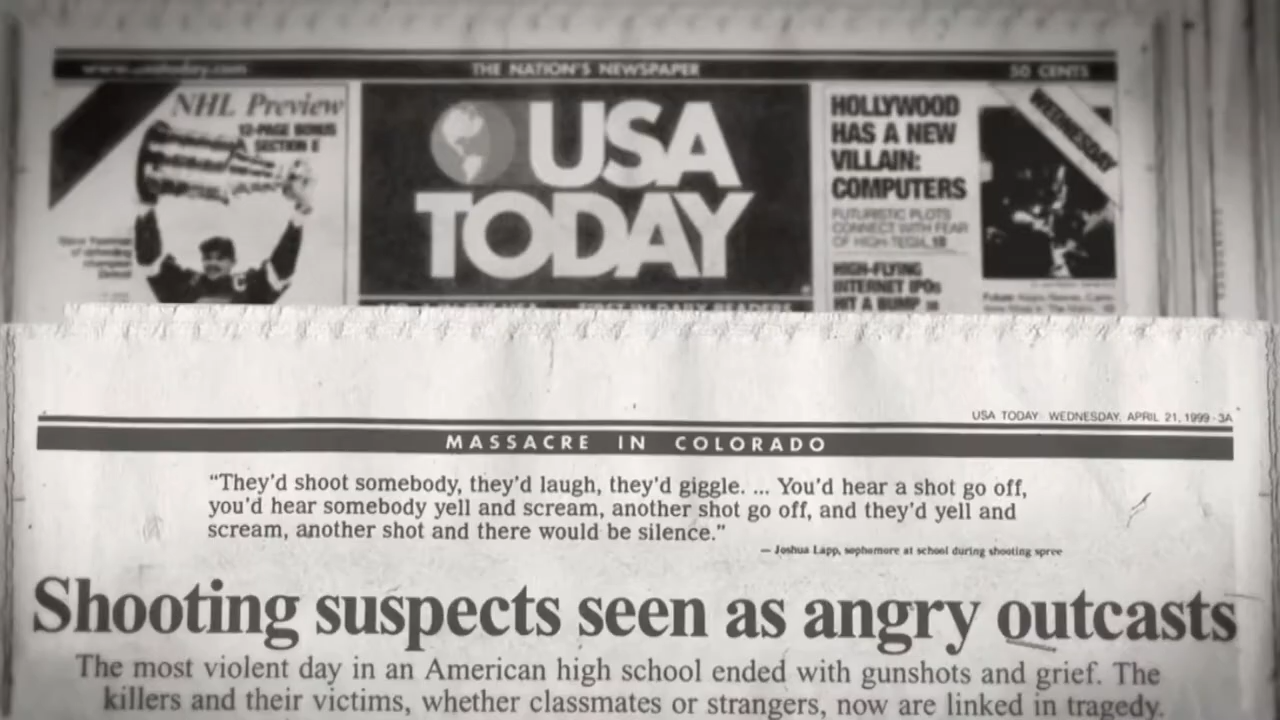 www.usatoday.com
THE NATION'S NEWSPAPER
50 CENTS
NHL Preview
12-PAGE BONUS
SECTION E
USA
TODAY
HOLLYWOOD
HAS A NEW
VILLAIN:
COMPUTERS
FUTURISTIC PLOTS
CONNECT WITH FEAR
OF HIGH-TECH,
HIGH-FLYING
INTERNET IPOs
HIT A BUMP
WEDNESDAY
USA TODAY · WEDNESDAY, APRIL 21, 1999 · 3A
MASSACRE IN COLORADO
“They’d shoot somebody, they’d laugh, they’d giggle. ... You’d hear a shot go off,
you’d hear somebody yell and scream, another shot go off, and they’d yell and
scream, another shot and there would be silence.”
— Joshua Lapp, sophomore at school during shooting spree
Shooting suspects seen as angry outcasts
The most violent day in an American high school ended with gunshots and grief. The
killers and their victims, whether classmates or strangers, now are linked in tragedy.